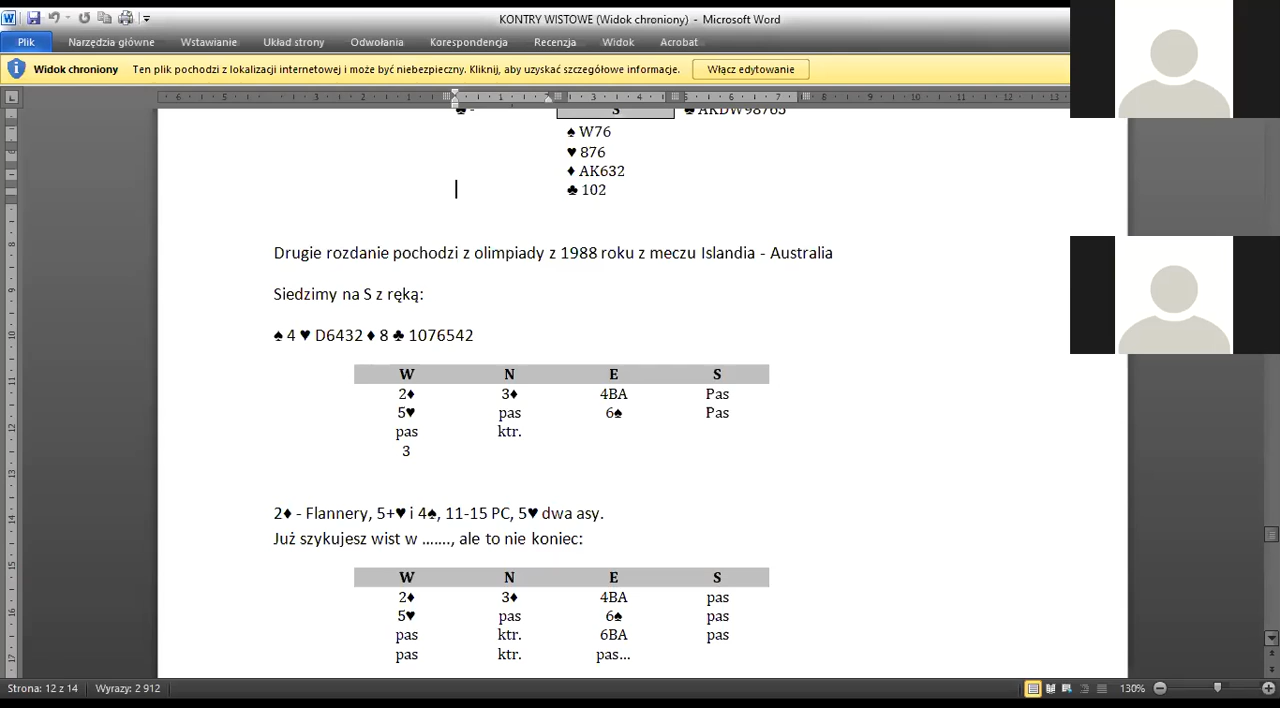 KONTRY WISTOWE (Widok chroniony) - Microsoft Word
Plik Narzędzia główne Wstawianie Układ strony Odwołania Korespondencja Recenzja Widok Acrobat
Widok chroniony Ten plik pochodzi z lokalizacji internetowej i może być niebezpieczny. Kliknij, aby uzyskać szczegółowe informacje. Włącz edytowanie
♣ - S ♣ AKDW98765
♠ W76
♥ 876
♦ AK632
♣ 102
Drugie rozdanie pochodzi z olimpiady z 1988 roku z meczu Islandia - Australia
Siedzimy na S z ręką:
♠ 4 ♥ D6432 ♦ 8 ♣ 1076542
W N E S
2♦ 3♦ 4BA Pas
5♥ pas 6♠ Pas
pas ktr.
3
2♦ - Flannery, 5+♥ i 4♠, 11-15 PC, 5♥ dwa asy.
Już szykujesz wist w ......., ale to nie koniec:
W N E S
2♦ 3♦ 4BA pas
5♥ pas 6♠ pas
pas ktr. 6BA pas
pas ktr. pas...
Strona: 12 z 14 Wyrazy: 2 912 130%